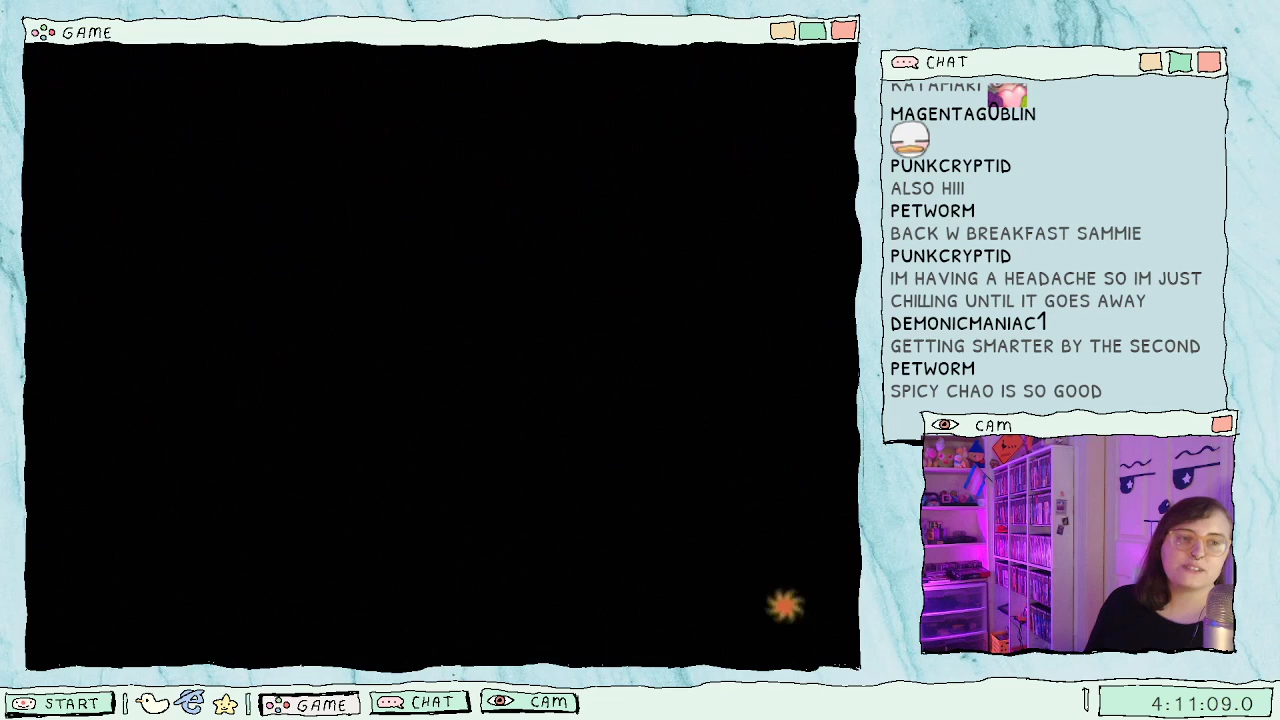 GAME
CHAT
KATAMARI
MAGENTAG0BLIN
PUNKCRYPTID
ALSO HIII
PETWORM
BACK W BREAKFAST SAMMIE
PUNKCRYPTID
IM HAVING A HEADACHE SO IM JUST
CHILLING UNTIL IT GOES AWAY
DEMONICMANIAC1
GETTING SMARTER BY THE SECOND
PETWORM
SPICY CHAO IS SO GOOD
CAM
START
GAME
CHAT
CAM
4:11:09.0